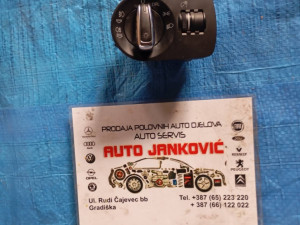 PRODAJA POLOVNIH AUTO DJELOVA
AUTO SERVIS
AUTO JANKOVIĆ
Ul. Rudi Čajevec bb
Gradiška
Tel. +387 (65) 223 220
+ 387 (66) 122 022